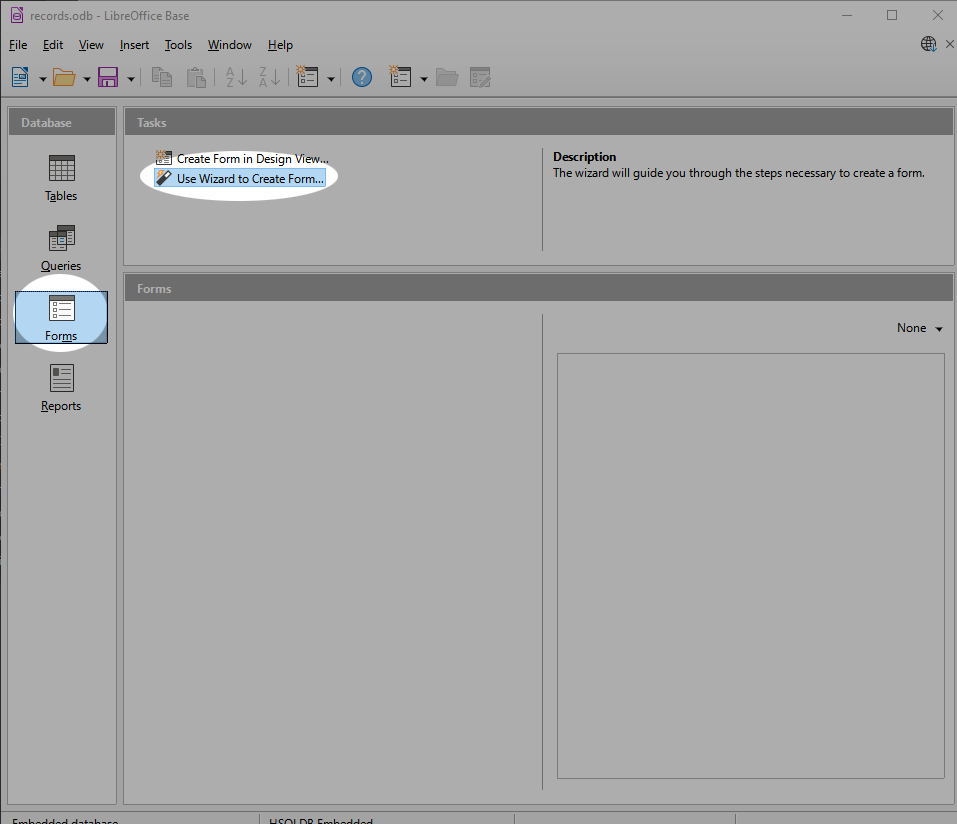 records.odb - LibreOffice Base
File Edit View Insert Tools Window Help
Database
Tables
Queries
Forms
Reports
Tasks
Create Form in Design View...
Use Wizard to Create Form...
Description
The wizard will guide you through the steps necessary to create a form.
Forms
None
Embedded database
HSQLDB Embedded